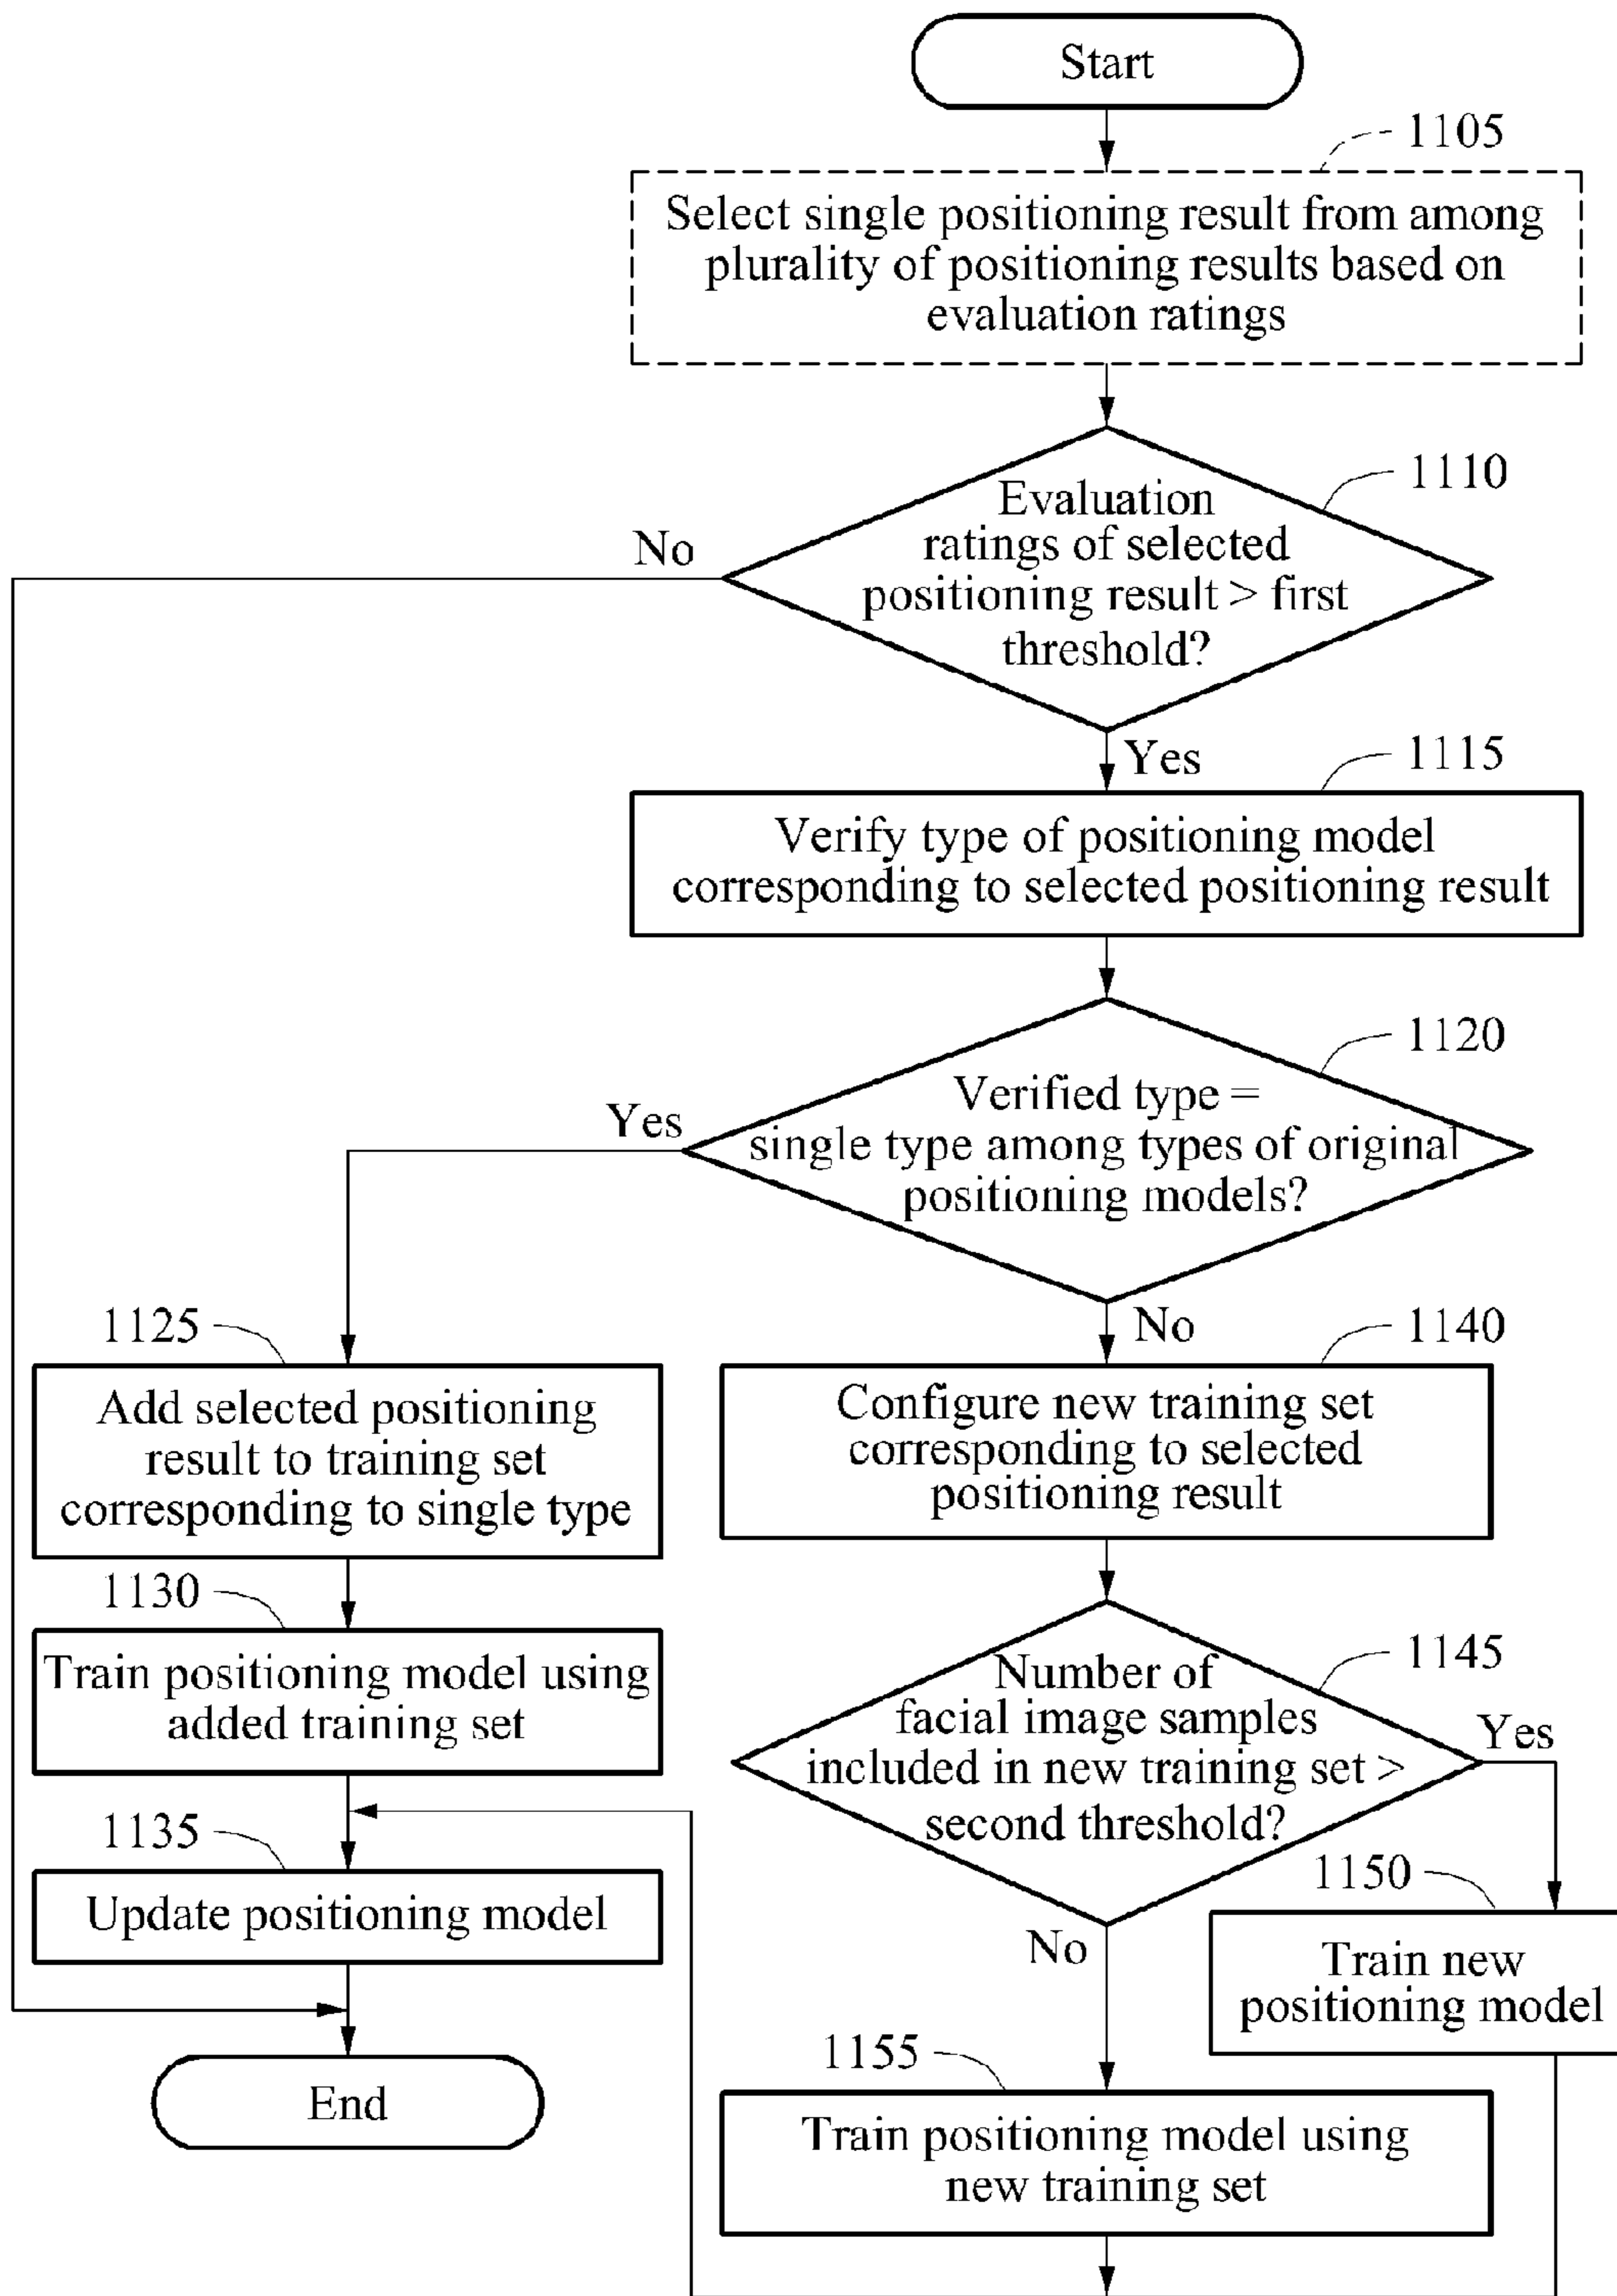 Start
1105
Select single positioning result from among
plurality of positioning results based on
evaluation ratings
1110
Evaluation
ratings of selected
positioning result > first
threshold?
No
Yes
1115
Verify type of positioning model
corresponding to selected positioning result
1120
Verified type =
single type among types of original
positioning models?
Yes
No
1125
Add selected positioning
result to training set
corresponding to single type
1130
Train positioning model using
added training set
1135
Update positioning model
End
1140
Configure new training set
corresponding to selected
positioning result
1145
Number of
facial image samples
included in new training set >
second threshold?
Yes
No
1150
Train new
positioning model
1155
Train positioning model using
new training set